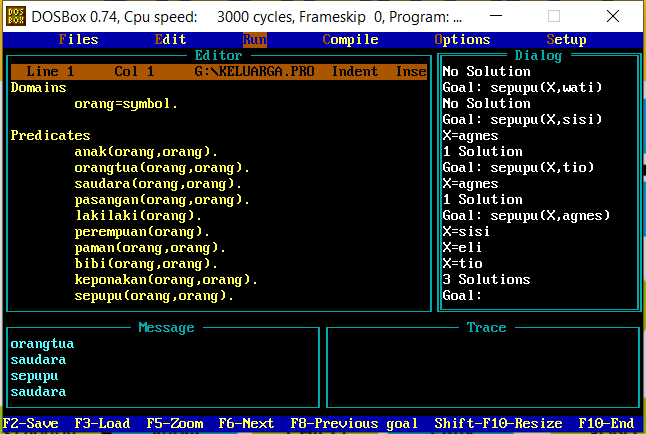 DOSBox 0.74, Cpu speed: 3000 cycles, Frameskip 0, Program: ...
Files Edit Run Compile Options Setup
Editor
Line 1 Col 1 G:\KELUARGA.PRO Indent Inse
Domains
orang=symbol.
Predicates
anak(orang,orang).
orangtua(orang,orang).
saudara(orang,orang).
pasangan(orang,orang).
lakilaki(orang).
perempuan(orang).
paman(orang,orang).
bibi(orang,orang).
keponakan(orang,orang).
sepupu(orang,orang).
Dialog
No Solution
Goal: sepupu(X,wati)
No Solution
Goal: sepupu(X,sisi)
X=agnes
1 Solution
Goal: sepupu(X,tio)
X=agnes
1 Solution
Goal: sepupu(X,agnes)
X=sisi
X=eli
X=tio
3 Solutions
Goal:
Message
orangtua
saudara
sepupu
saudara
Trace
F2-Save F3-Load F5-Zoom F6-Next F8-Previous goal Shift-F10-Resize F10-End